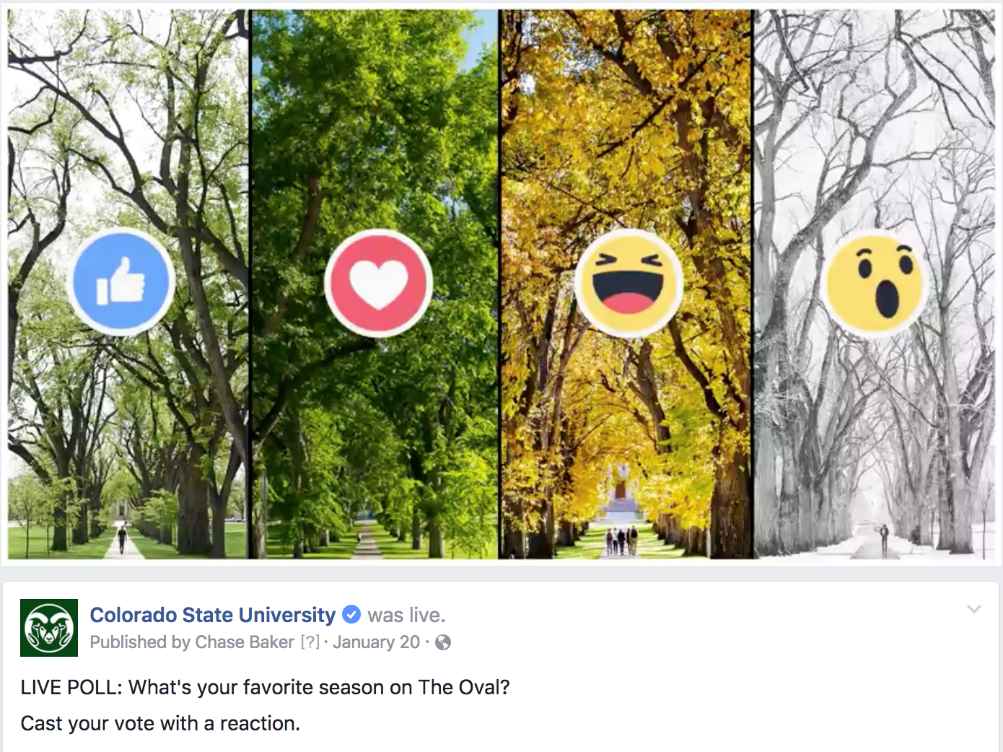 Colorado State University was live.
Published by Chase Baker [?] · January 20 ·
LIVE POLL: What's your favorite season on The Oval?
Cast your vote with a reaction.